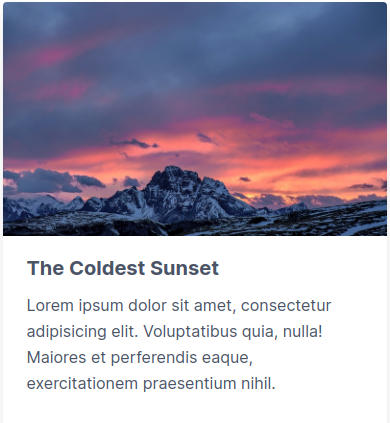 The Coldest Sunset
Lorem ipsum dolor sit amet, consectetur
adipisicing elit. Voluptatibus quia, nulla!
Maiores et perferendis eaque,
exercitationem praesentium nihil.